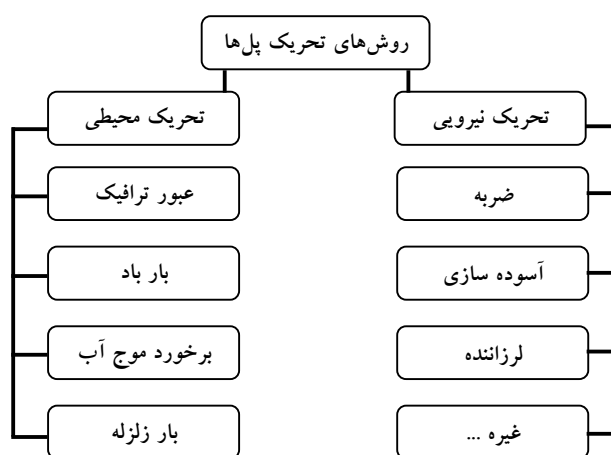 روش‌های تحریک پل‌ها
تحریک نیرویی
ضربه
آسوده سازی
لرزاننده
غیره ...
تحریک محیطی
عبور ترافیک
بار باد
برخورد موج آب
بار زلزله